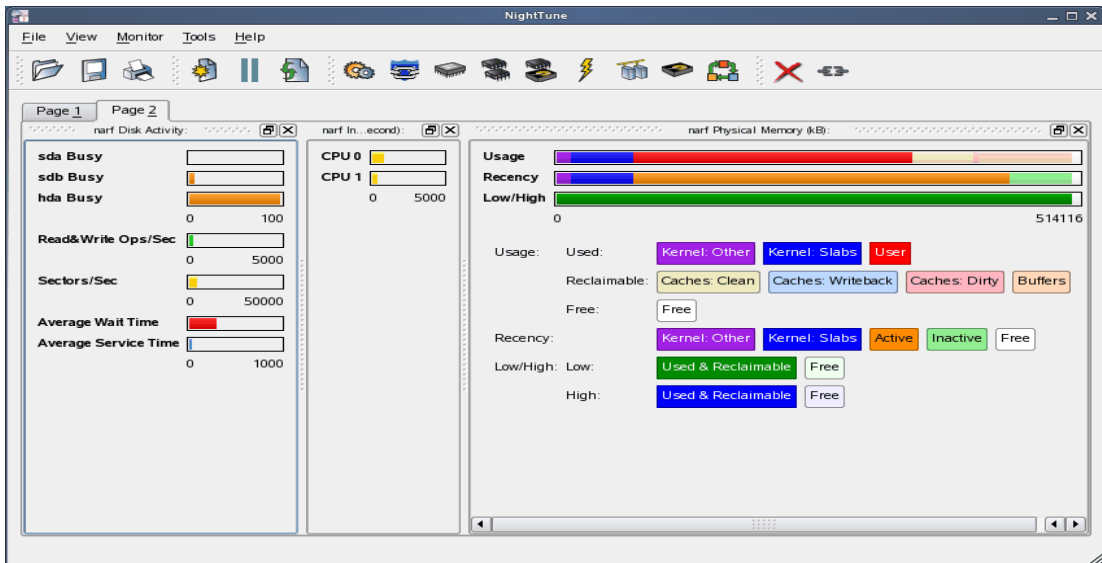 NightTune
File View Monitor Tools Help
Page 1 Page 2
narf Disk Activity:
sda Busy
sdb Busy
hda Busy
0 100
Read&Write Ops/Sec
0 5000
Sectors/Sec
0 50000
Average Wait Time
Average Service Time
0 1000
narf In...econd):
CPU 0
CPU 1
0 5000
narf Physical Memory (kB):
Usage
Recency
Low/High
0 514116
Usage: Used: Kernel: Other Kernel: Slabs User
Reclaimable: Caches: Clean Caches: Writeback Caches: Dirty Buffers
Free: Free
Recency: Kernel: Other Kernel: Slabs Active Inactive Free
Low/High: Low: Used & Reclaimable Free
High: Used & Reclaimable Free